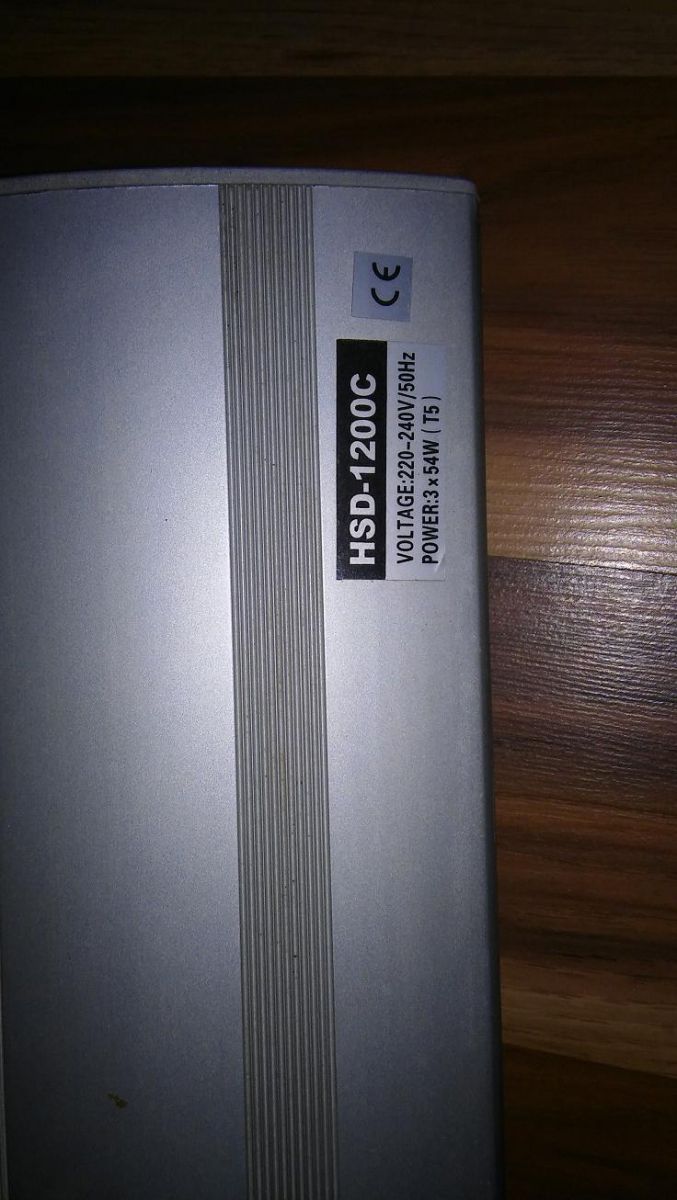 CE
HSD-1200C
VOLTAGE:220-240V/50Hz
POWER:3 x 54W ( T5 )